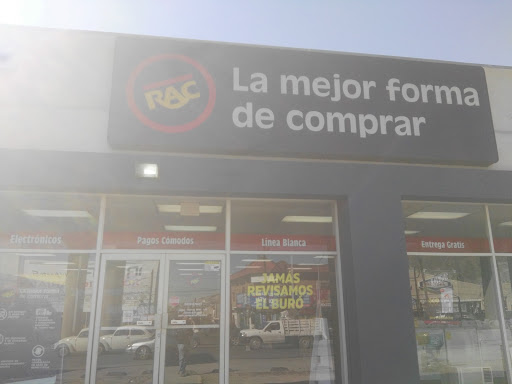 RAC
La mejor forma
de comprar
Electrónicos
Pagos Cómodos
Línea Blanca
Entrega Gratis
JAMÁS
REVISAMOS
EL BURÓ